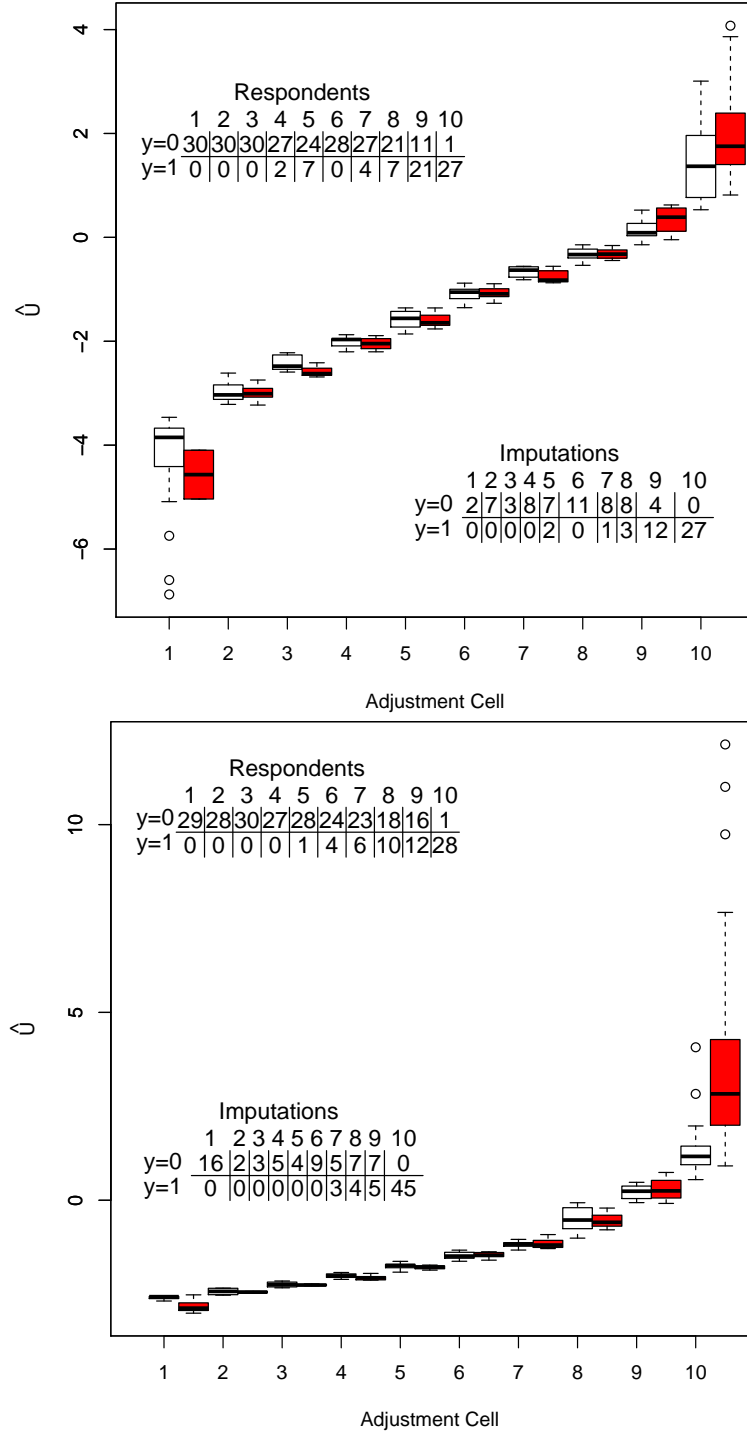 Respondents
1 2 3 4 5 6 7 8 9 10
y=0 30 30 30 27 24 28 27 21 11 1
y=1 0 0 0 2 7 0 4 7 21 27
4
2
0
-2
-4
-6
Û
Imputations
1 2 3 4 5 6 7 8 9 10
y=0 2 7 3 8 7 11 8 8 4 0
y=1 0 0 0 0 2 0 1 3 12 27
1 2 3 4 5 6 7 8 9 10
Adjustment Cell
Respondents
1 2 3 4 5 6 7 8 9 10
y=0 29 28 30 27 28 24 23 18 16 1
y=1 0 0 0 0 1 4 6 10 12 28
10
5
0
Û
Imputations
1 2 3 4 5 6 7 8 9 10
y=0 16 2 3 5 4 9 5 7 7 0
y=1 0 0 0 0 0 0 3 4 5 45
1 2 3 4 5 6 7 8 9 10
Adjustment Cell